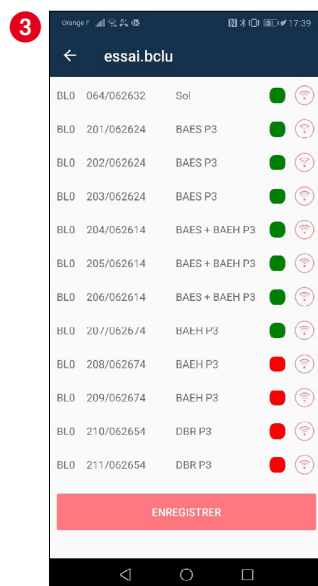 3
Orange F 17:39
essai.bclu
BL0 064/062632 Sol
BL0 201/062624 BAES P3
BL0 202/062624 BAES P3
BL0 203/062624 BAES P3
BL0 204/062614 BAES + BAEH P3
BL0 205/062614 BAES + BAEH P3
BL0 206/062614 BAES + BAEH P3
BL0 207/062674 BAEH P3
BL0 208/062674 BAEH P3
BL0 209/062674 BAEH P3
BL0 210/062654 DBR P3
BL0 211/062654 DBR P3
ENREGISTRER